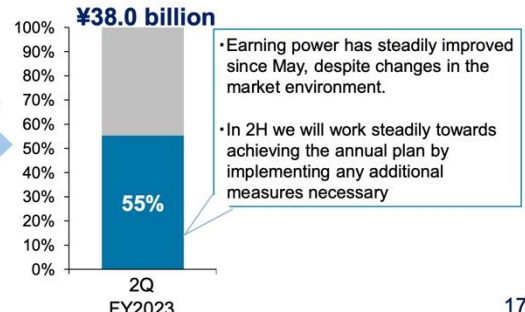 ¥38.0 billion
100%
90%
80%
70%
60%
50%
40%
30%
20%
10%
0%
55%
2Q
FY2023
・Earning power has steadily improved
since May, despite changes in the
market environment.
・In 2H we will work steadily towards
achieving the annual plan by
implementing any additional
measures necessary
17